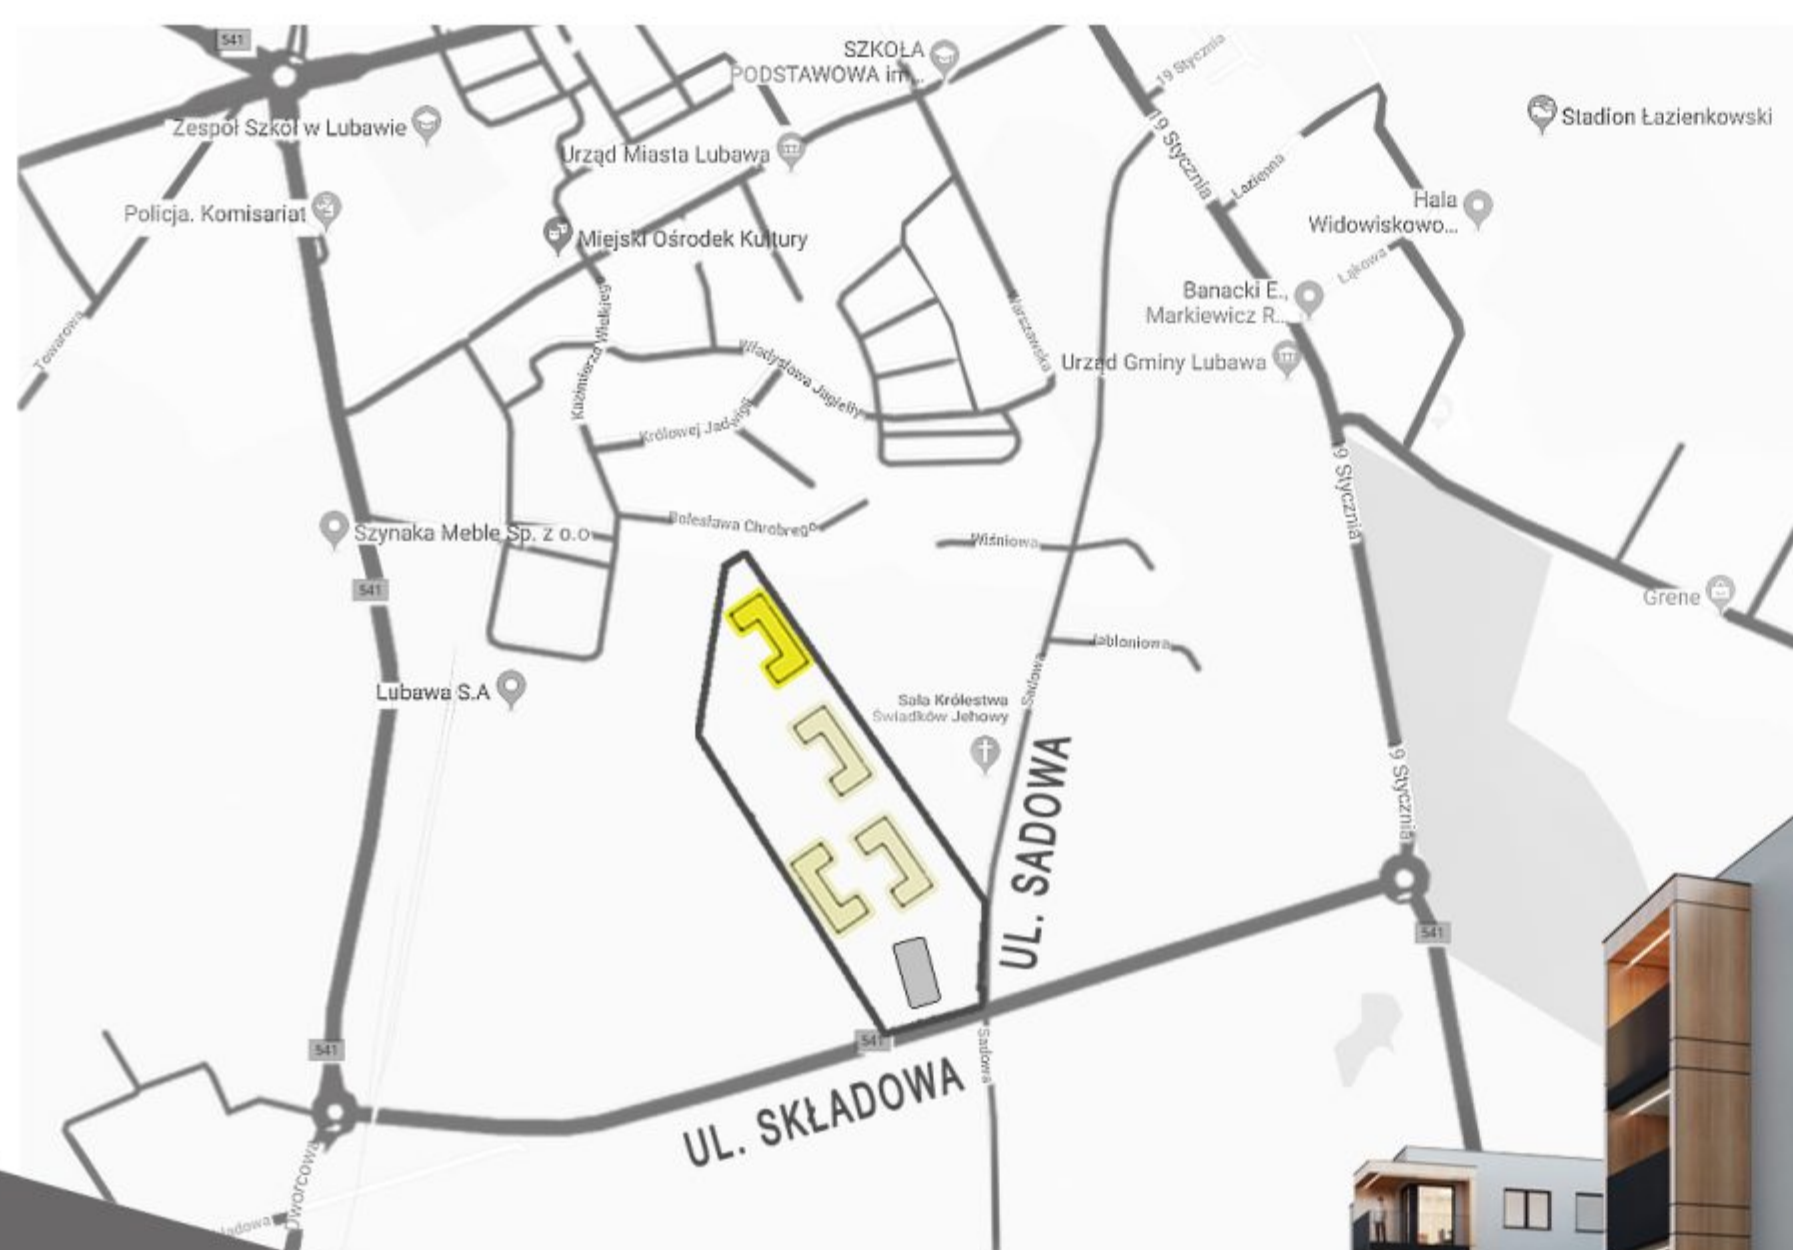 541
SZKOŁA
PODSTAWOWA im...
19 Stycznia
Zespół Szkół w Lubawie
Urząd Miasta Lubawa
19 Stycznia
Stadion Łazienkowski
Łazienna
Policja. Komisariat
Hala
Widowiskowo...
Miejski Ośrodek Kultury
Łąkowa
Banacki E.,
Markiewicz R...
Towarowa
Kazimierza Wielkieg
Warszawska
Władysława Jagiełły
Urząd Gminy Lubawa
Królowej Jadwigi
19 Stycznia
Bolesława Chrobrego
Szynaka Meble Sp. z o.o
Wiśniowa
541
Grene
Jabłoniowa
Sadowa
Lubawa S.A
Sala Królestwa
Świadków Jehowy
UL. SADOWA
9 Stycznia
541
541
541
Sadowa
UL. SKŁADOWA
Dworcowa
ładowa